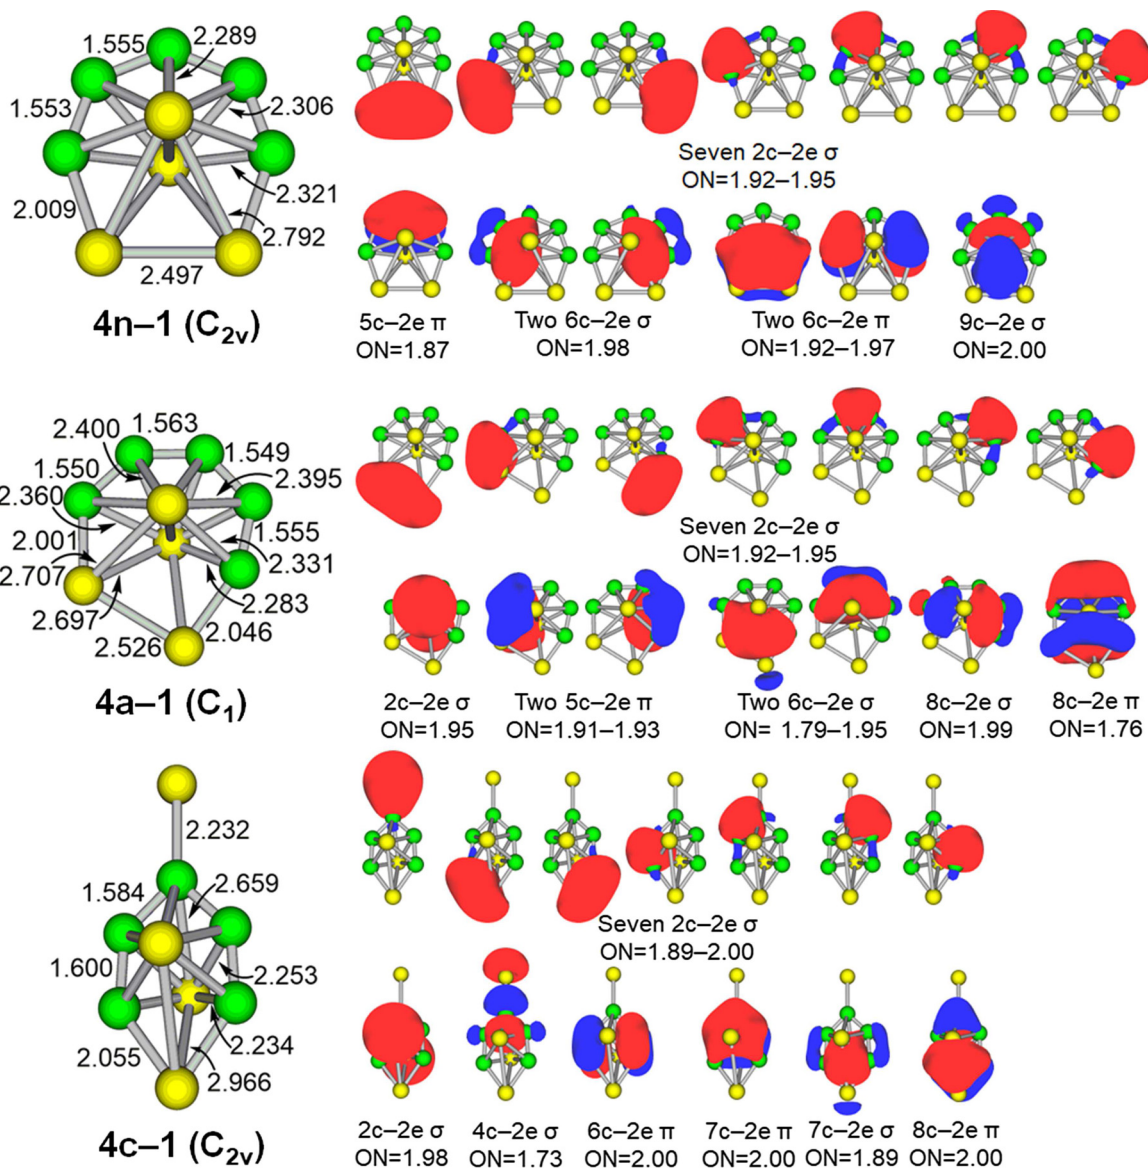 1.555
2.289
1.553
2.306
2.321
2.009
2.792
2.497
4n–1 (C2v)
Seven 2c–2e σ
ON=1.92–1.95
5c–2e π
ON=1.87
Two 6c–2e σ
ON=1.98
Two 6c–2e π
ON=1.92–1.97
9c–2e σ
ON=2.00
1.563
2.400
1.549
1.550
2.395
2.360
2.001
1.555
2.331
2.707
2.283
2.697
2.046
2.526
4a–1 (C1)
Seven 2c–2e σ
ON=1.92–1.95
2c–2e σ
ON=1.95
Two 5c–2e π
ON=1.91–1.93
Two 6c–2e σ
ON= 1.79–1.95
8c–2e σ
ON=1.99
8c–2e π
ON=1.76
2.232
1.584
2.659
1.600
2.253
2.234
2.055
2.966
4c–1 (C2v)
Seven 2c–2e σ
ON=1.89–2.00
2c–2e σ
ON=1.98
4c–2e σ
ON=1.73
6c–2e π
ON=2.00
7c–2e π
ON=2.00
7c–2e σ
ON=1.89
8c–2e π
ON=2.00